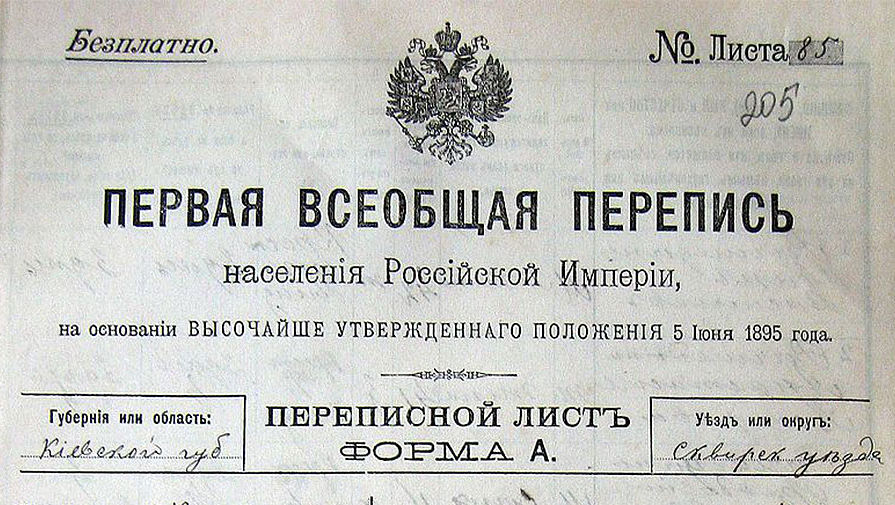 Безплатно.
№. Листа 85
205
ПЕРВАЯ ВСЕОБЩАЯ ПЕРЕПИСЬ
населенія Россійской Имперіи,
на основаніи ВЫСОЧАЙШЕ УТВЕРЖДЕННАГО ПОЛОЖЕНІЯ 5 Іюня 1895 года.
Губернія или область:
Кіевской губ
ПЕРЕПИСНОЙ ЛИСТЪ
ФОРМА А.
Уѣздъ или округъ:
Сквирск уѣзда